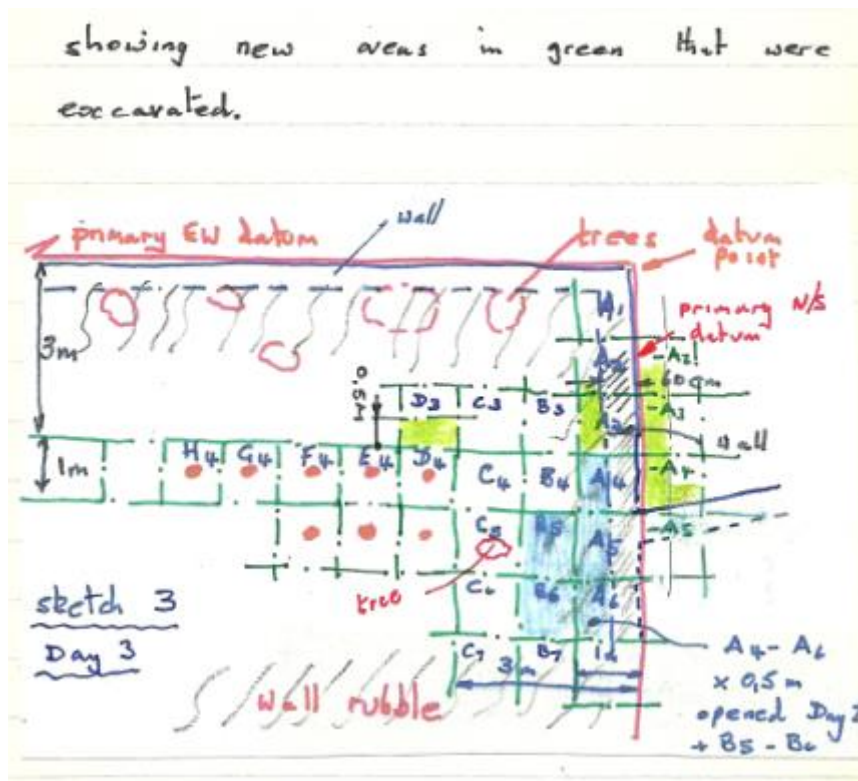 showing new areas in green that were
excavated.
wall
primary EW datum
trees
datum
point
primary N/S
datum
A1
3m
-A2
60cm
0,5M
D3 C3 B3
A3
-A3
wall
1m
H4 G4 F4 E4 D4
C4 B4 A4
-A4
C5 B5 A5
-A5
tree
C6 B6 A6
sketch 3
Day 3
C7 B7
3m
wall rubble
A4-A6
x 0,5m
opened Day 2
+ B5-B6